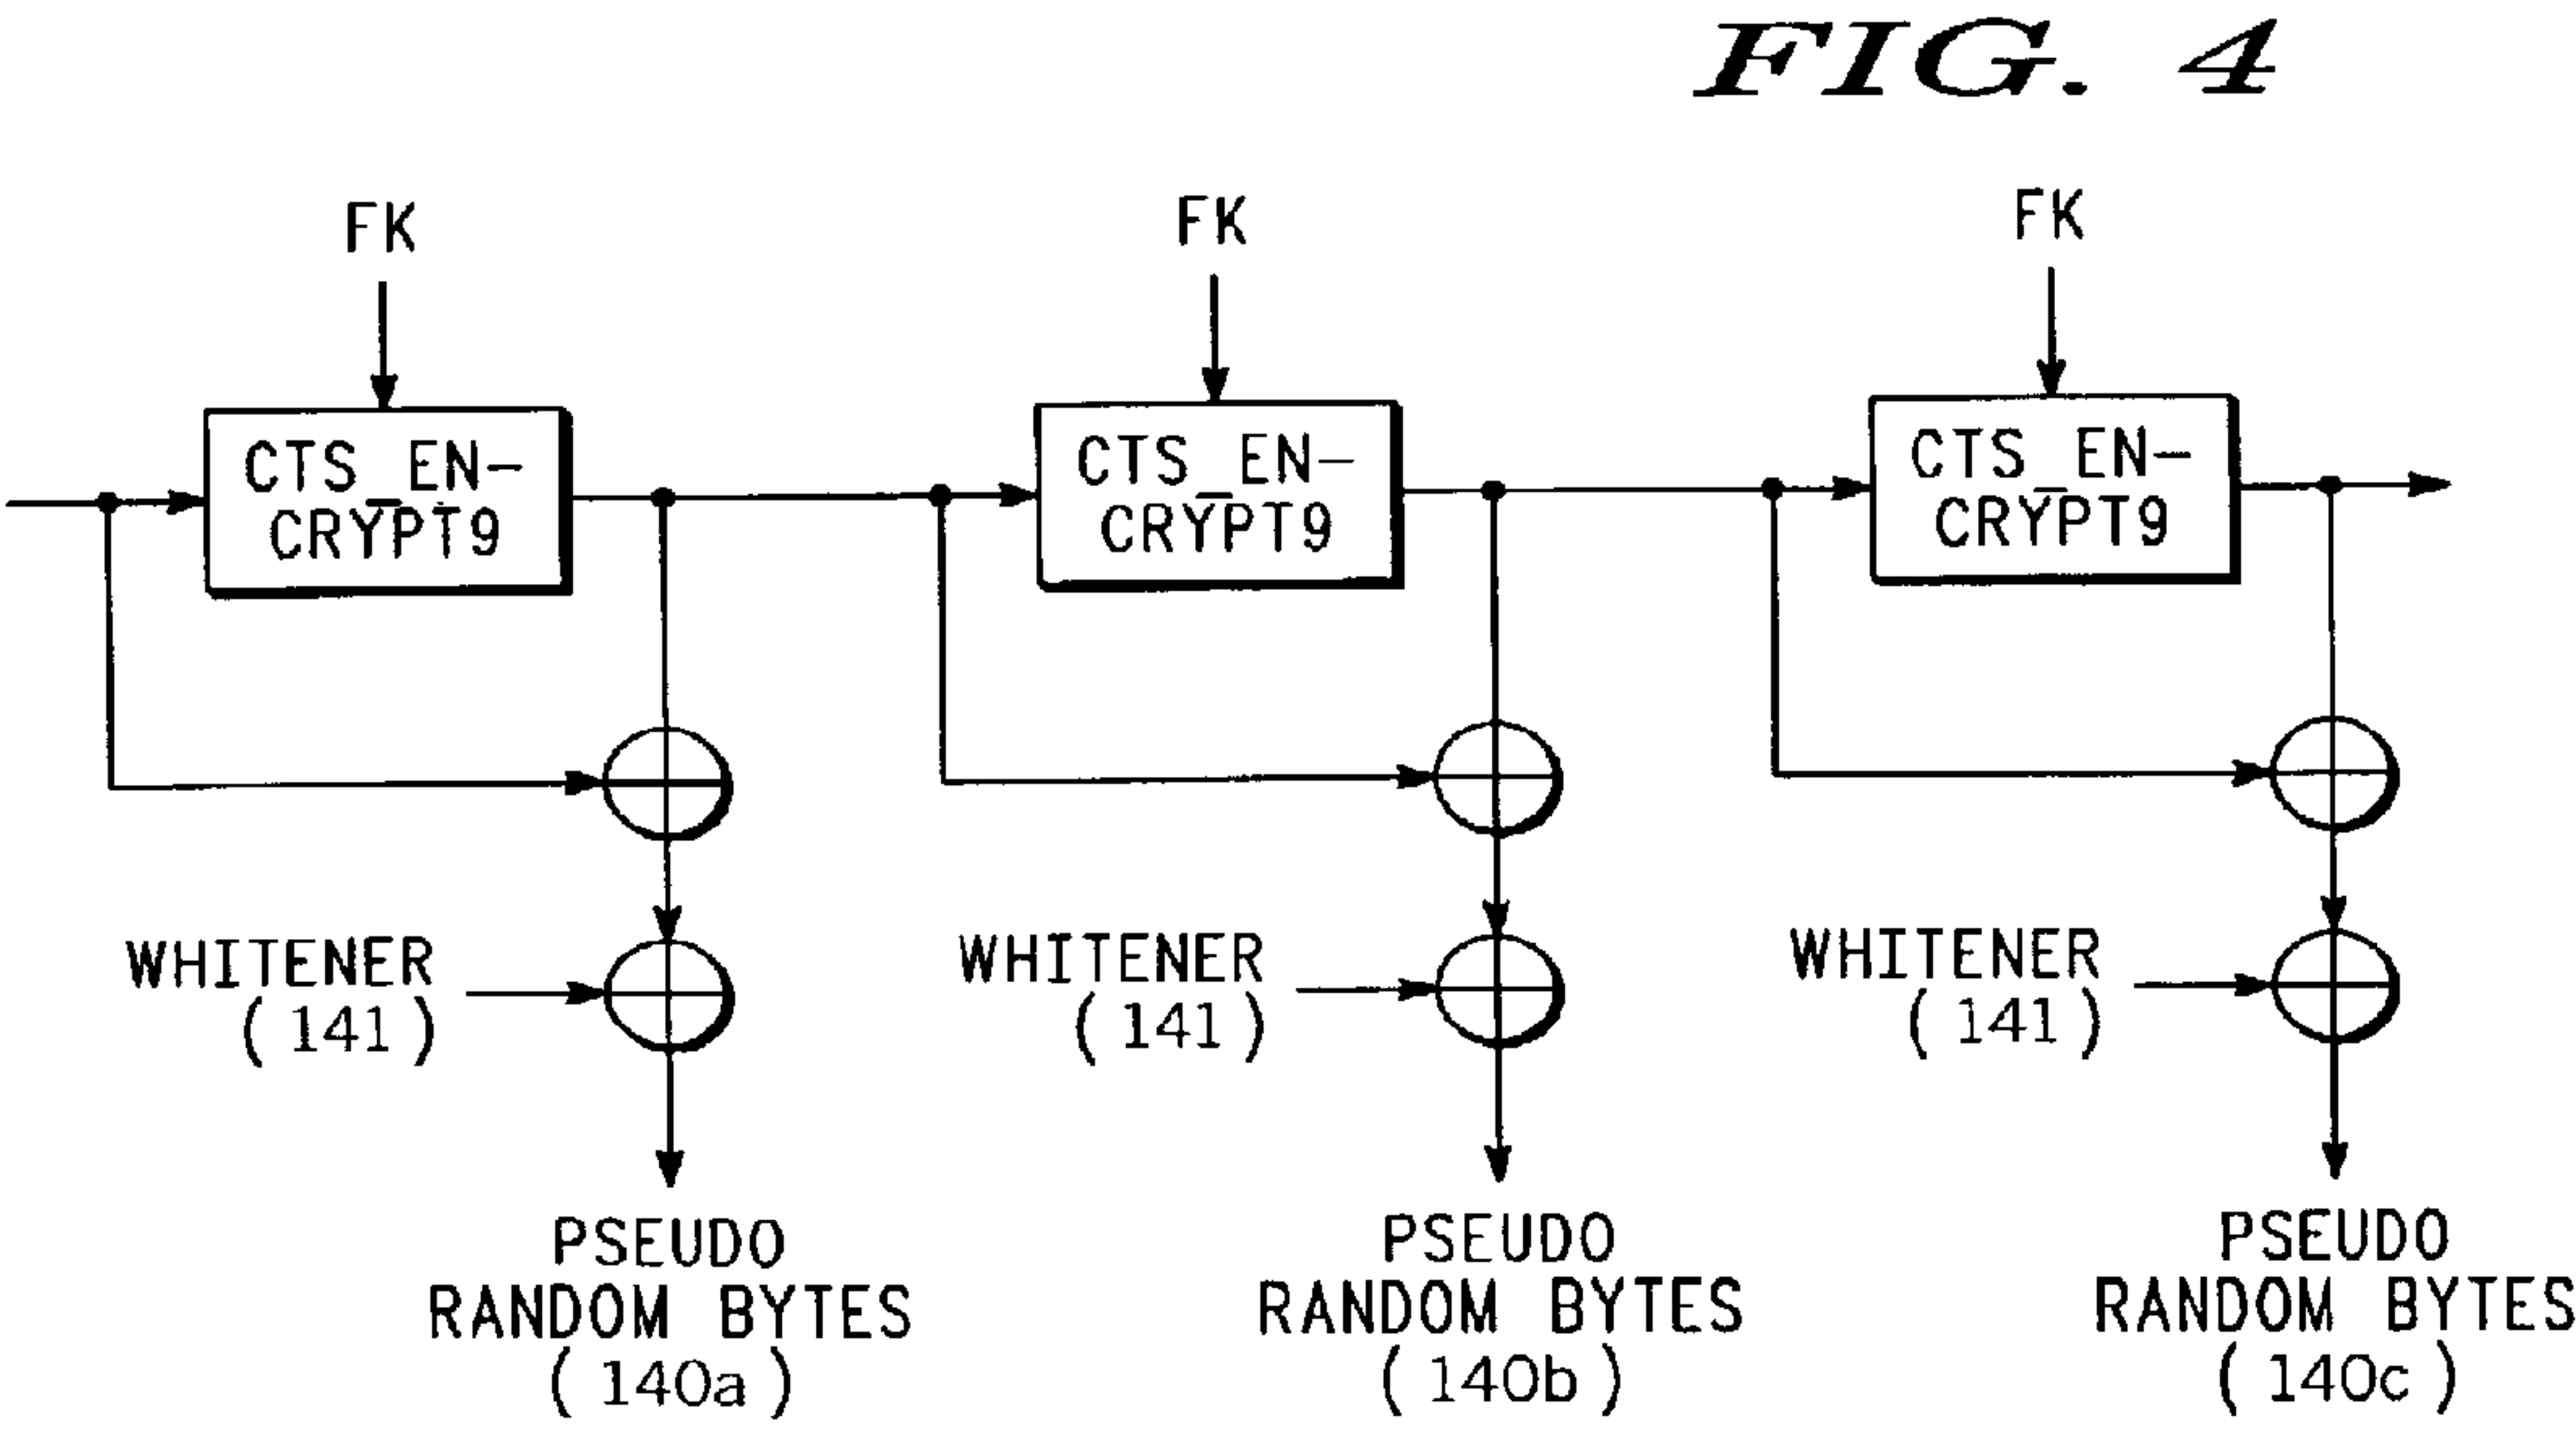 FIG. 4
FK
FK
FK
CTS_EN-
CRYPT9
CTS_EN-
CRYPT9
CTS_EN-
CRYPT9
WHITENER
(141)
WHITENER
(141)
WHITENER
(141)
PSEUDO
RANDOM BYTES
(140a)
PSEUDO
RANDOM BYTES
(140b)
PSEUDO
RANDOM BYTES
(140c)